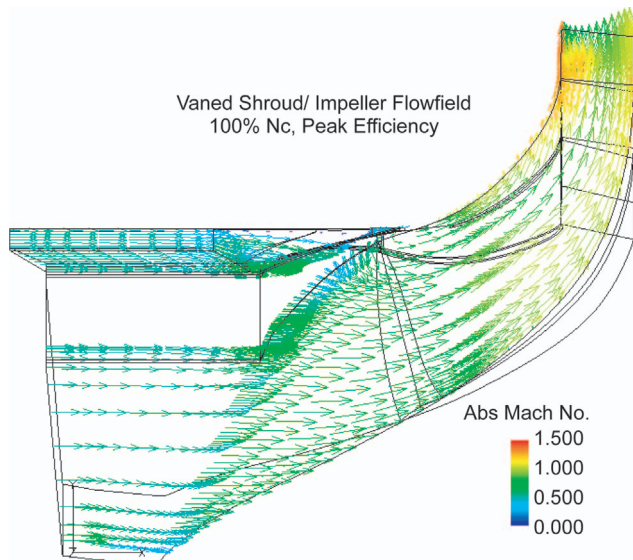 Vaned Shroud/ Impeller Flowfield
100% Nc, Peak Efficiency
Abs Mach No.
1.500
1.000
0.500
0.000
Y
Z
X